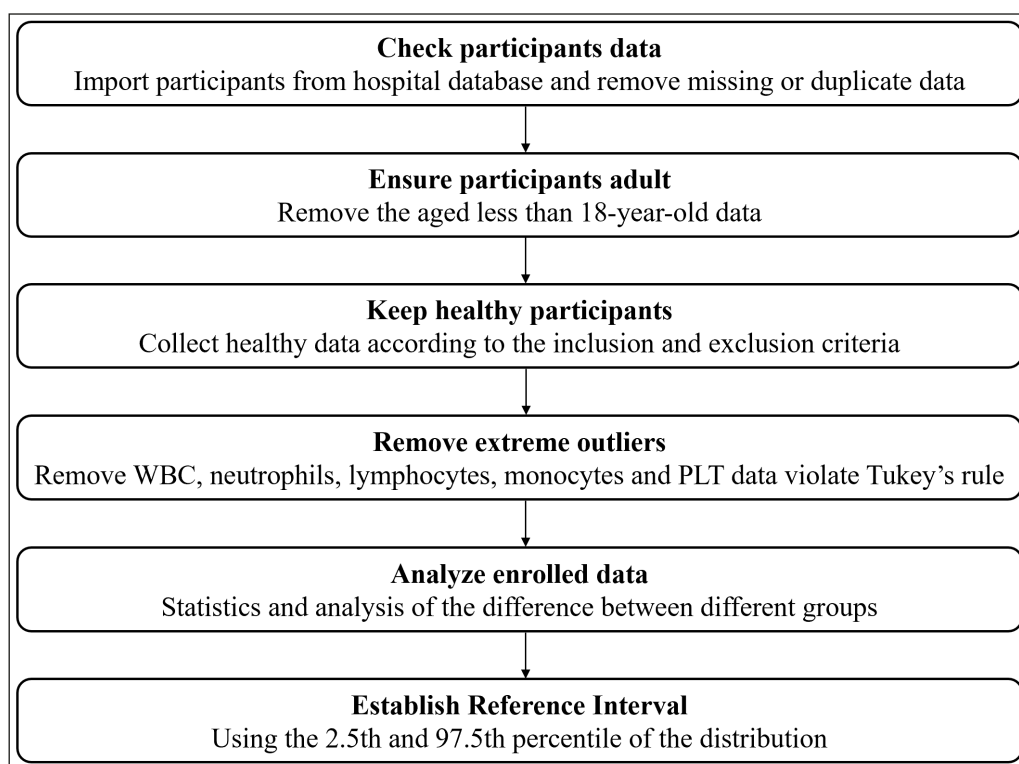 Check participants data
Import participants from hospital database and remove missing or duplicate data
Ensure participants adult
Remove the aged less than 18-year-old data
Keep healthy participants
Collect healthy data according to the inclusion and exclusion criteria
Remove extreme outliers
Remove WBC, neutrophils, lymphocytes, monocytes and PLT data violate Tukey’s rule
Analyze enrolled data
Statistics and analysis of the difference between different groups
Establish Reference Interval
Using the 2.5th and 97.5th percentile of the distribution